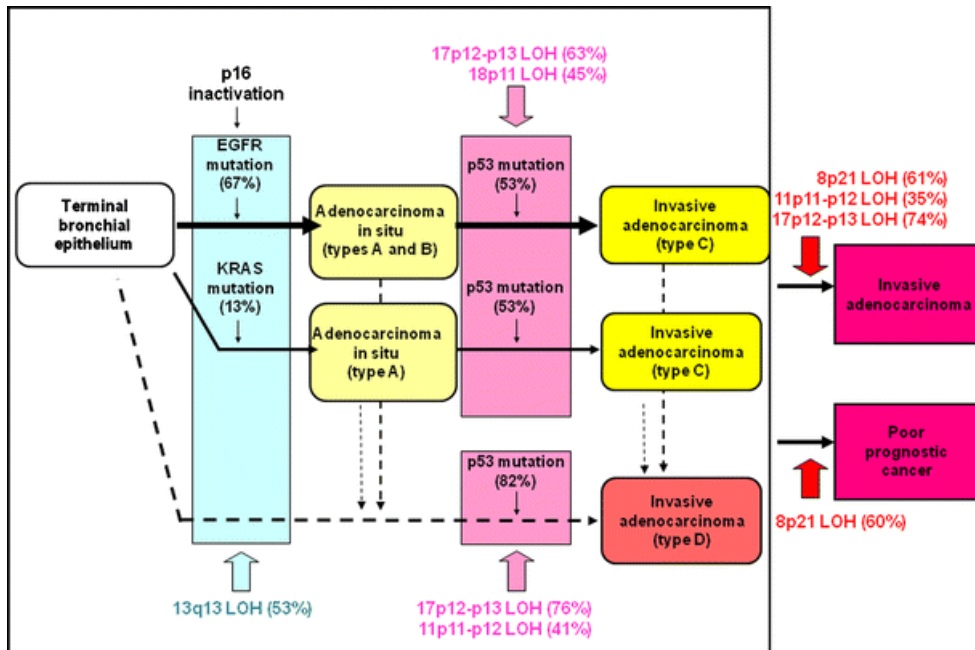 17p12-p13 LOH (63%)
18p11 LOH (45%)
p16
inactivation
EGFR
mutation
(67%)
p53 mutation
(53%)
8p21 LOH (61%)
11p11-p12 LOH (35%)
17p12-p13 LOH (74%)
Terminal
bronchial
epithelium
Adenocarcinoma
in situ
(types A and B)
Invasive
adenocarcinoma
(type C)
KRAS
mutation
(13%)
p53 mutation
(53%)
Invasive
adenocarcinoma
Adenocarcinoma
in situ
(type A)
Invasive
adenocarcinoma
(type C)
Poor
prognostic
cancer
p53 mutation
(82%)
Invasive
adenocarcinoma
(type D)
8p21 LOH (60%)
13q13 LOH (53%)
17p12-p13 LOH (76%)
11p11-p12 LOH (41%)